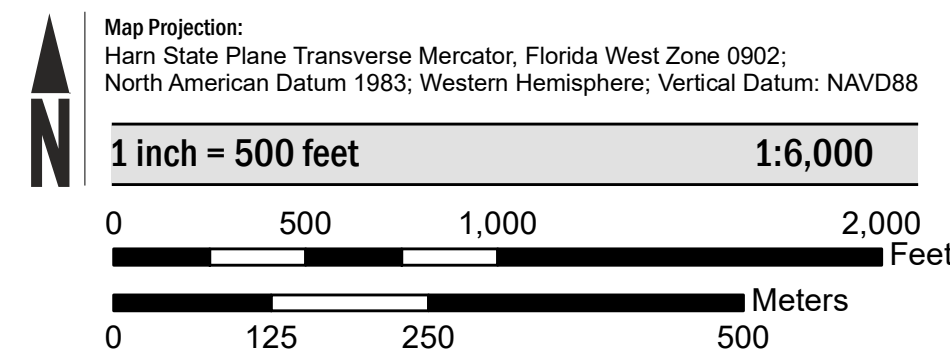 N
Map Projection:
Harn State Plane Transverse Mercator, Florida West Zone 0902;
North American Datum 1983; Western Hemisphere; Vertical Datum: NAVD88
1 inch = 500 feet 1:6,000
0 500 1,000 2,000
Feet
Meters
0 125 250 500